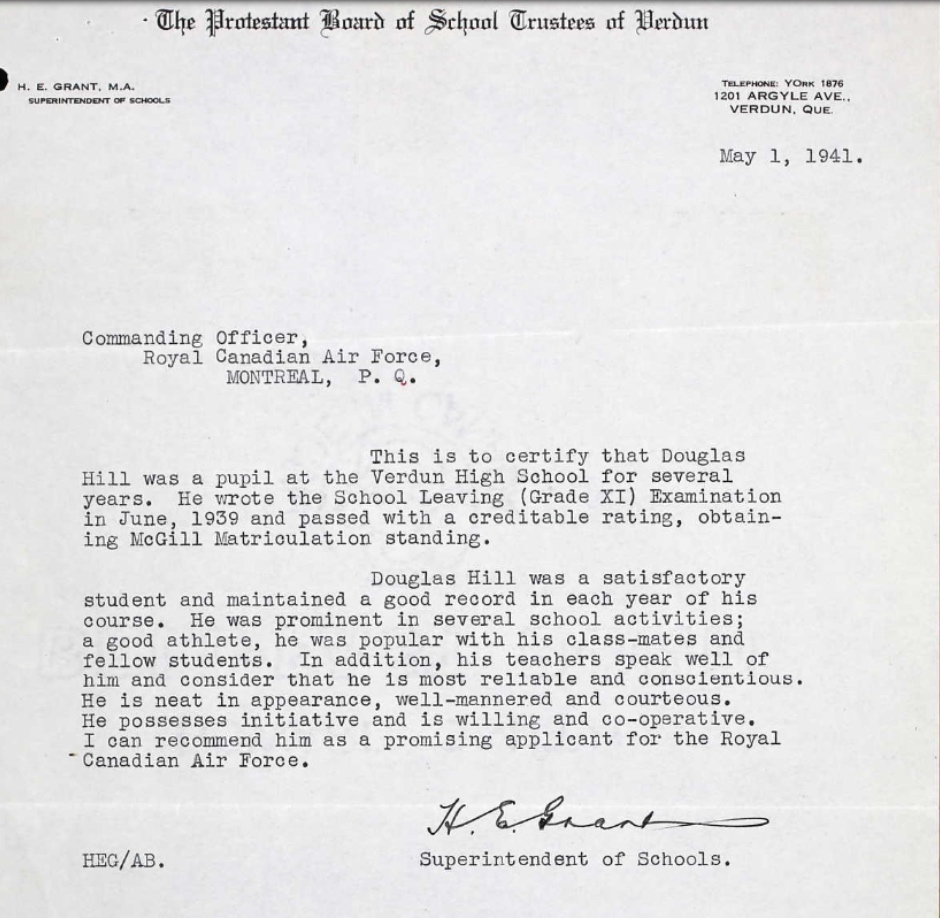 The Protestant Board of School Trustees of Verdun
H. E. GRANT, M.A.
SUPERINTENDENT OF SCHOOLS
TELEPHONE: YORK 1876
1201 ARGYLE AVE.,
VERDUN, QUE.
May 1, 1941.
Commanding Officer,
Royal Canadian Air Force,
MONTREAL, P. Q.
This is to certify that Douglas
Hill was a pupil at the Verdun High School for several
years. He wrote the School Leaving (Grade XI) Examination
in June, 1939 and passed with a creditable rating, obtain-
ing McGill Matriculation standing.
Douglas Hill was a satisfactory
student and maintained a good record in each year of his
course. He was prominent in several school activities;
a good athlete, he was popular with his class-mates and
fellow students. In addition, his teachers speak well of
him and consider that he is most reliable and conscientious.
He is neat in appearance, well-mannered and courteous.
He possesses initiative and is willing and co-operative.
I can recommend him as a promising applicant for the Royal
Canadian Air Force.
H. E. Grant
HEG/AB. Superintendent of Schools.